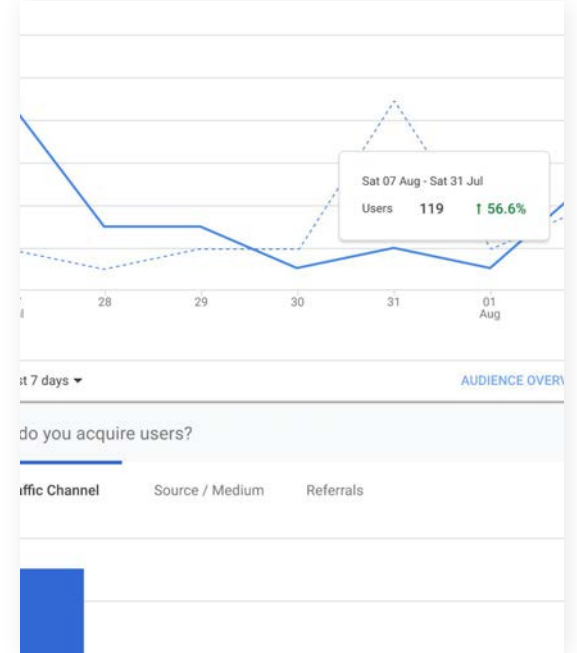 Sat 07 Aug - Sat 31 Jul
Users 119 ↑ 56.6%
28 29 30 31 01
Aug
st 7 days
AUDIENCE OVERV
do you acquire users?
affic Channel Source / Medium Referrals